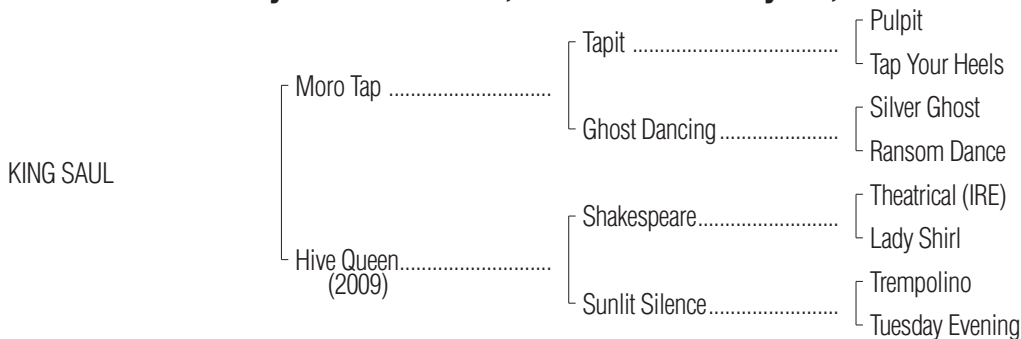 Pulpit
Tapit ........................................
Tap Your Heels
Moro Tap ...............................
Silver Ghost
Ghost Dancing.......................
Ransom Dance
KING SAUL
Theatrical (IRE)
Shakespeare...........................
Lady Shirl
Hive Queen.............................
(2009)
Trempolino
Sunlit Silence.........................
Tuesday Evening